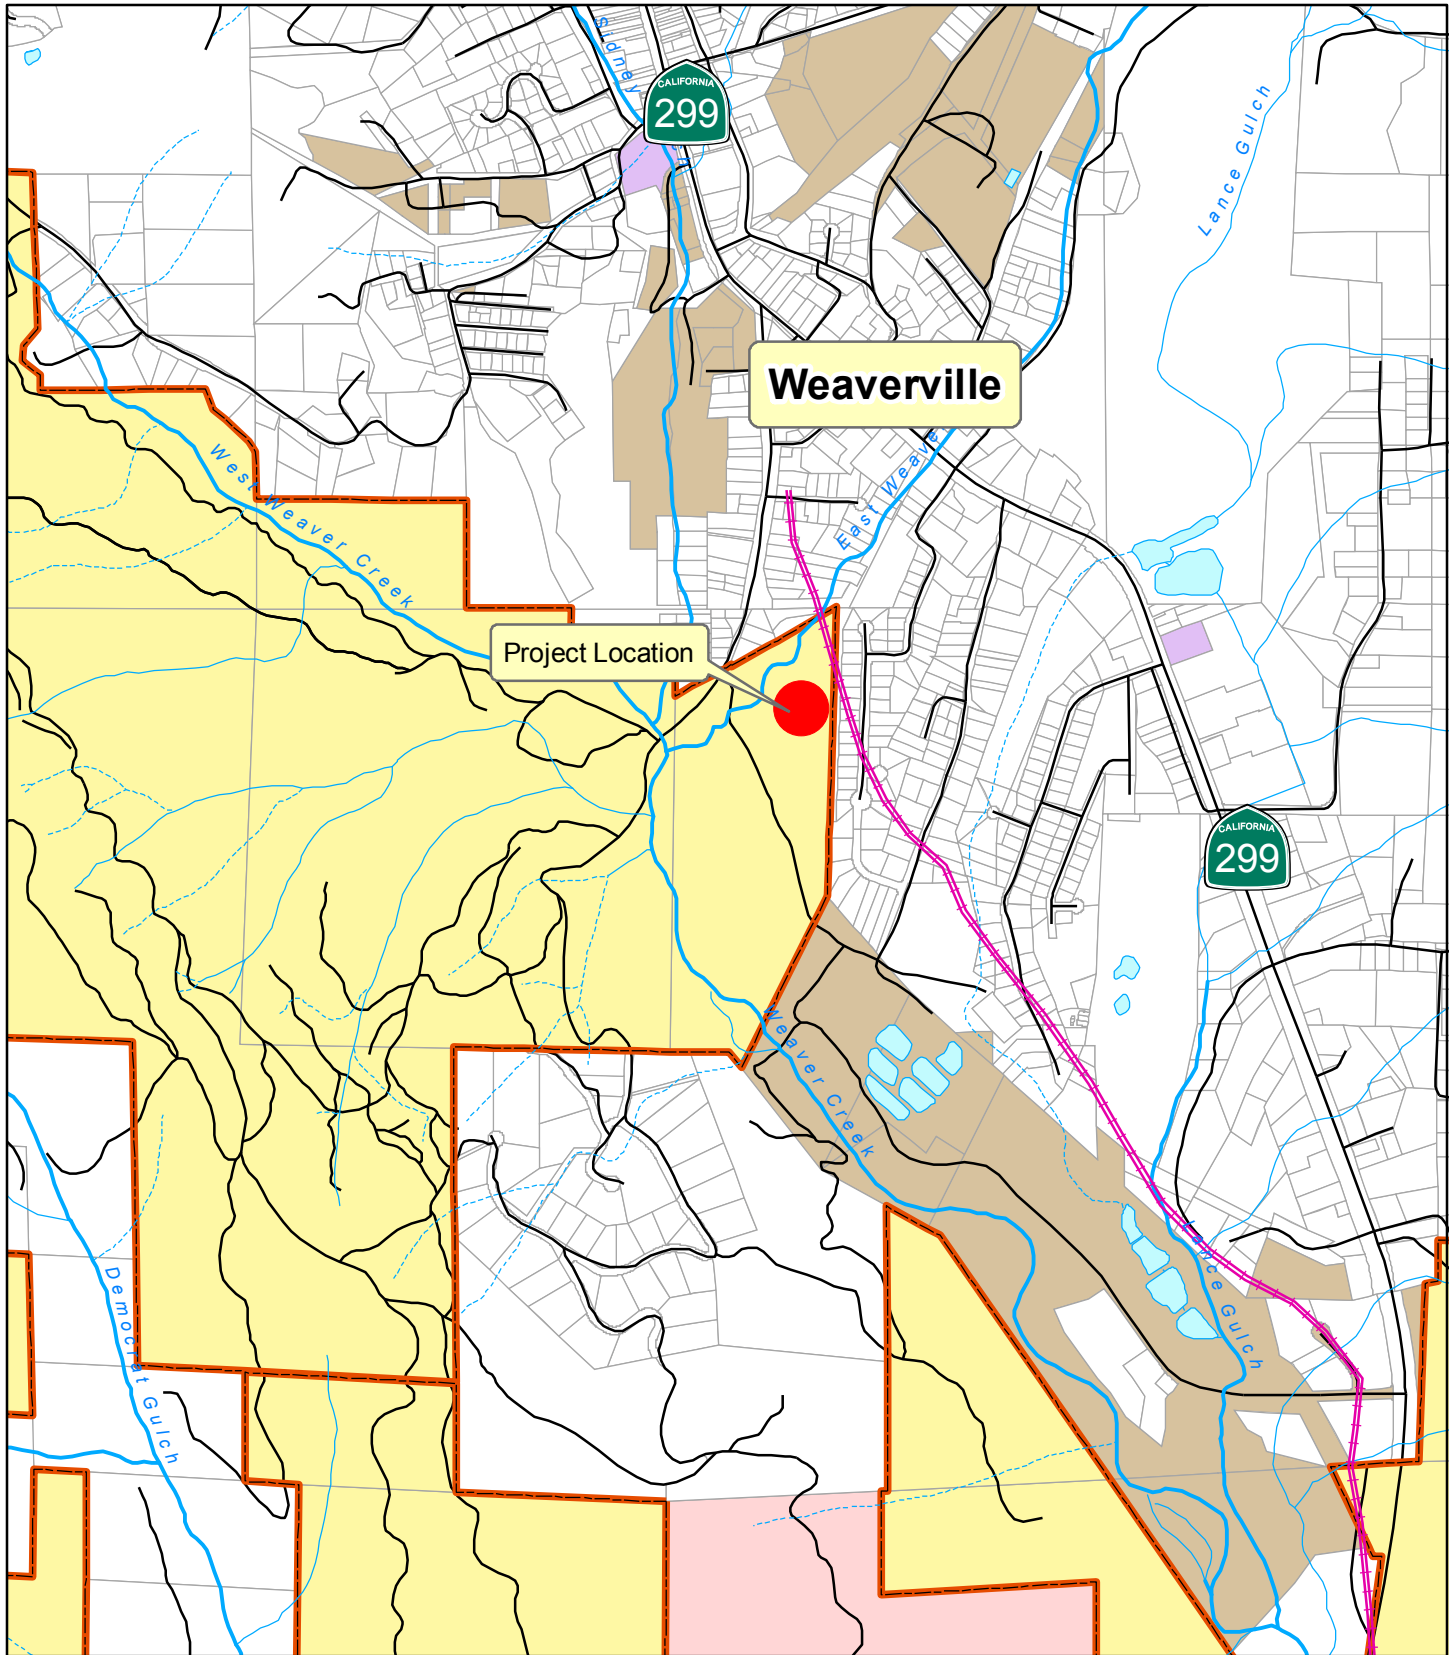 Sidney
CALIFORNIA
299
Lance Gulch
Weaverville
West Weaver Creek
East Weave
Project Location
CALIFORNIA
299
Weaver Creek
Lance Gulch
Democrat Gulch